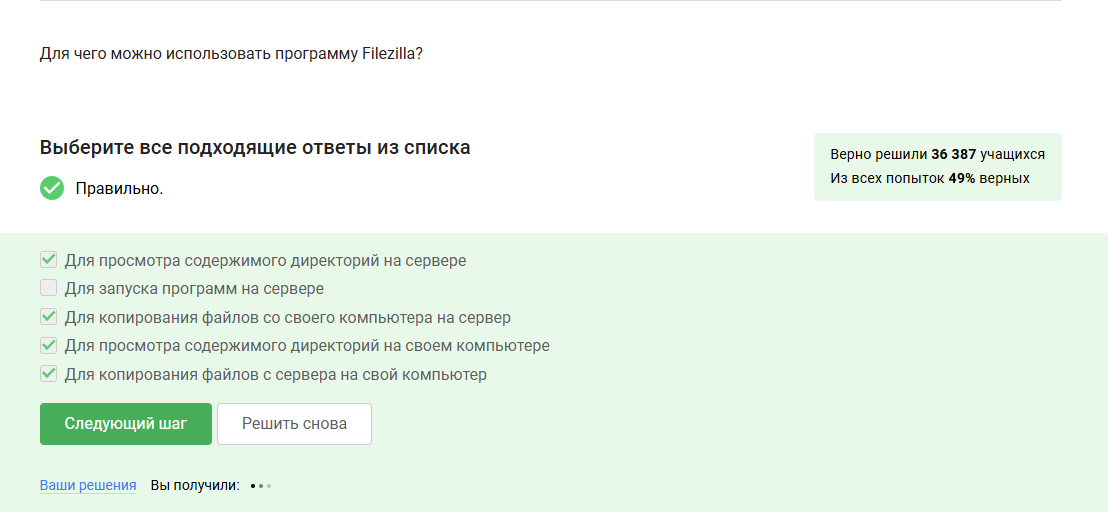 Для чего можно использовать программу Filezilla?
Выберите все подходящие ответы из списка
Правильно.
Верно решили 36 387 учащихся
Из всех попыток 49% верных
Для просмотра содержимого директорий на сервере
Для запуска программ на сервере
Для копирования файлов со своего компьютера на сервер
Для просмотра содержимого директорий на своем компьютере
Для копирования файлов с сервера на свой компьютер
Следующий шаг
Решить снова
Ваши решения
Вы получили: